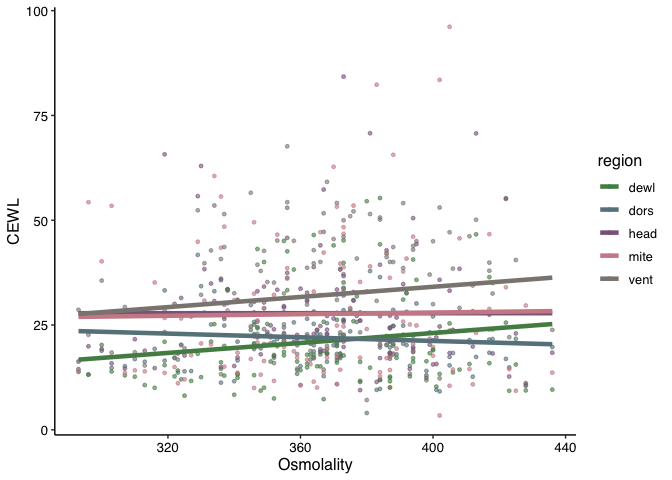 100
75
50
25
0
CEWL
320
360
400
440
Osmolality
region
dewl
dors
head
mite
vent